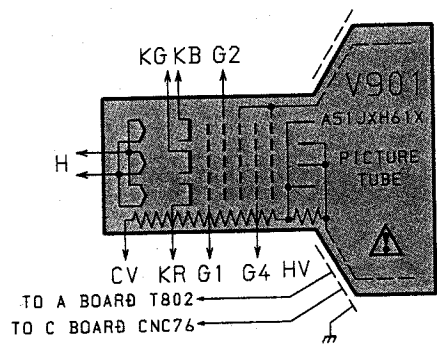 KG KB G2
V901
A51JXH61X
H
PICTURE
TUBE
CV KR G1 G4 HV
TO A BOARD T802
TO C BOARD CNC76